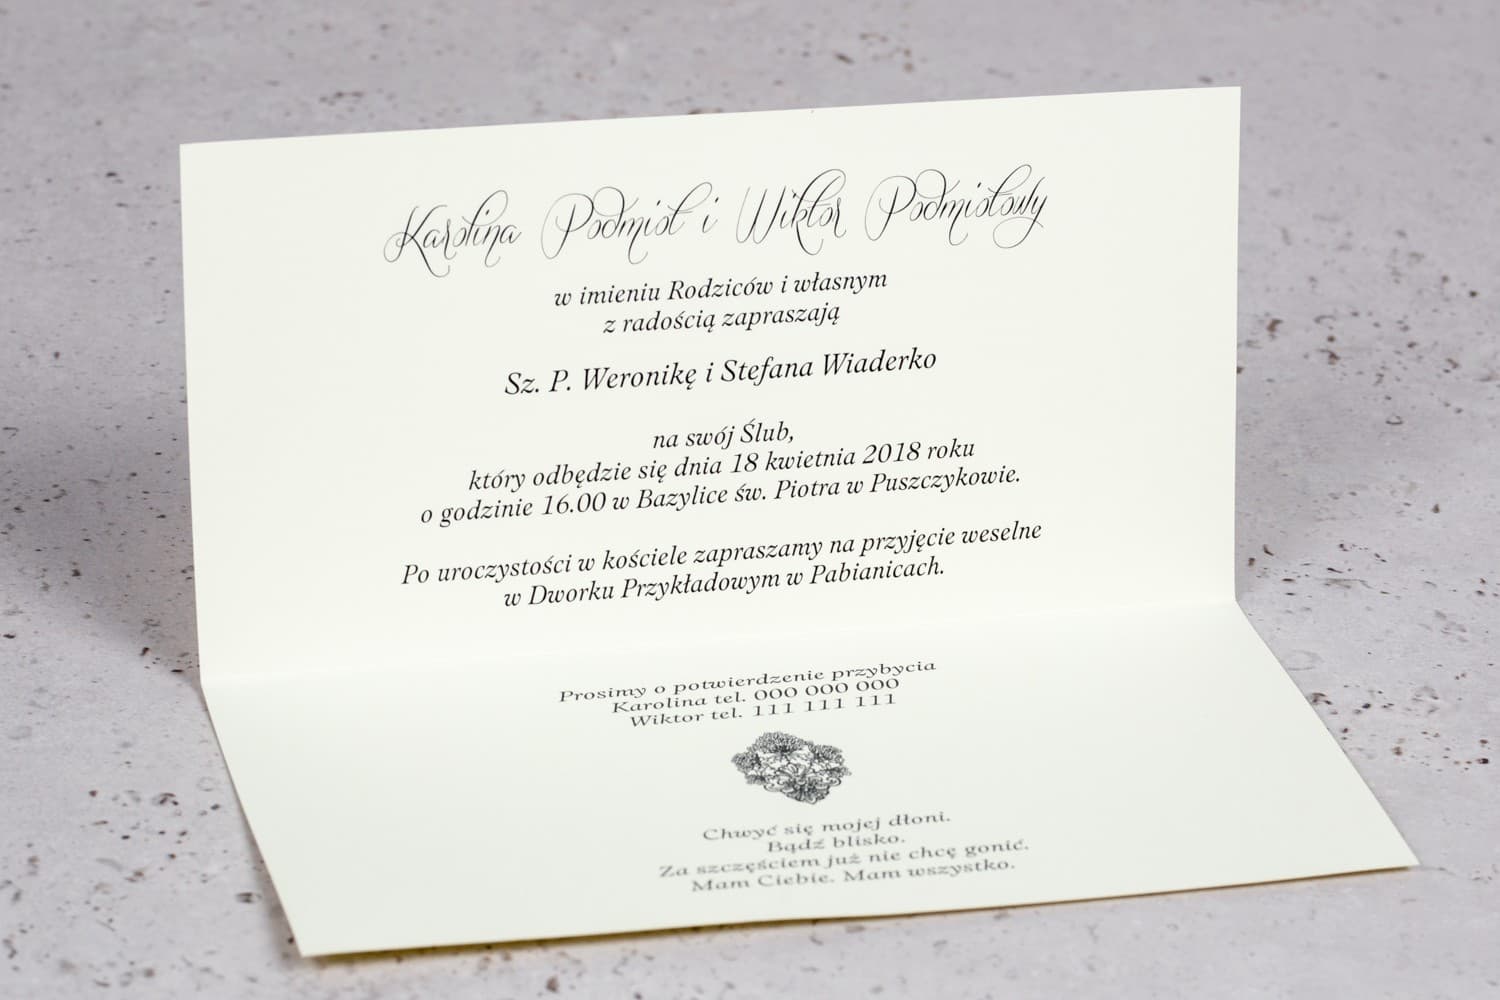 Karolina Podmiot i Wiktor Podmiotowy
w imieniu Rodziców i własnym
z radością zapraszają
Sz. P. Weronikę i Stefana Wiaderko
na swój Ślub,
który odbędzie się dnia 18 kwietnia 2018 roku
o godzinie 16.00 w Bazylice św. Piotra w Puszczykowie.
Po uroczystości w kościele zapraszamy na przyjęcie weselne
w Dworku Przykładowym w Pabianicach.
Prosimy o potwierdzenie przybycia
Karolina tel. 000 000 000
Wiktor tel. 111 111 111
Chwyć się mojej dłoni.
Bądź blisko.
Za szczęściem już nie chcę gonić.
Mam Ciebie. Mam wszystko.